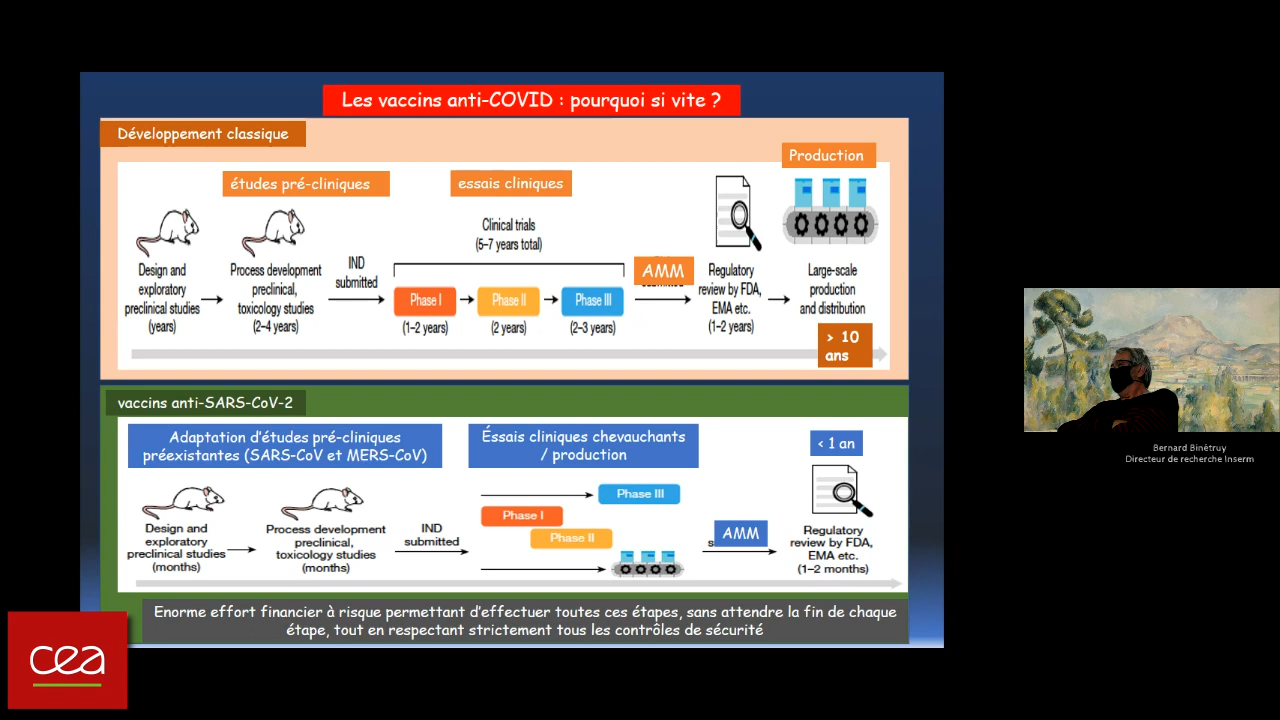 Les vaccins anti-COVID : pourquoi si vite ?
Développement classique
Production
études pré-cliniques
essais cliniques
Clinical trials
(5–7 years total)
Design and
exploratory
preclinical studies
(years)
Process development
preclinical,
toxicology studies
(2–4 years)
IND
submitted
Phase I
(1–2 years)
Phase II
(2 years)
Phase III
(2–3 years)
AMM
Regulatory
review by FDA,
EMA etc.
(1–2 years)
Large-scale
production
and distribution
> 10
ans
vaccins anti-SARS-CoV-2
Adaptation d'études pré-cliniques
préexistantes (SARS-CoV et MERS-CoV)
Éssais cliniques chevauchants
/ production
< 1 an
Design and
exploratory
preclinical studies
(months)
Process development
preclinical,
toxicology studies
(months)
IND
submitted
Phase III
Phase I
Phase II
AMM
Regulatory
review by FDA,
EMA etc.
(1–2 months)
Enorme effort financier à risque permettant d'effectuer toutes ces étapes, sans attendre la fin de chaque
étape, tout en respectant strictement tous les contrôles de sécurité
cea
Bernard Binétruy
Directeur de recherche Inserm